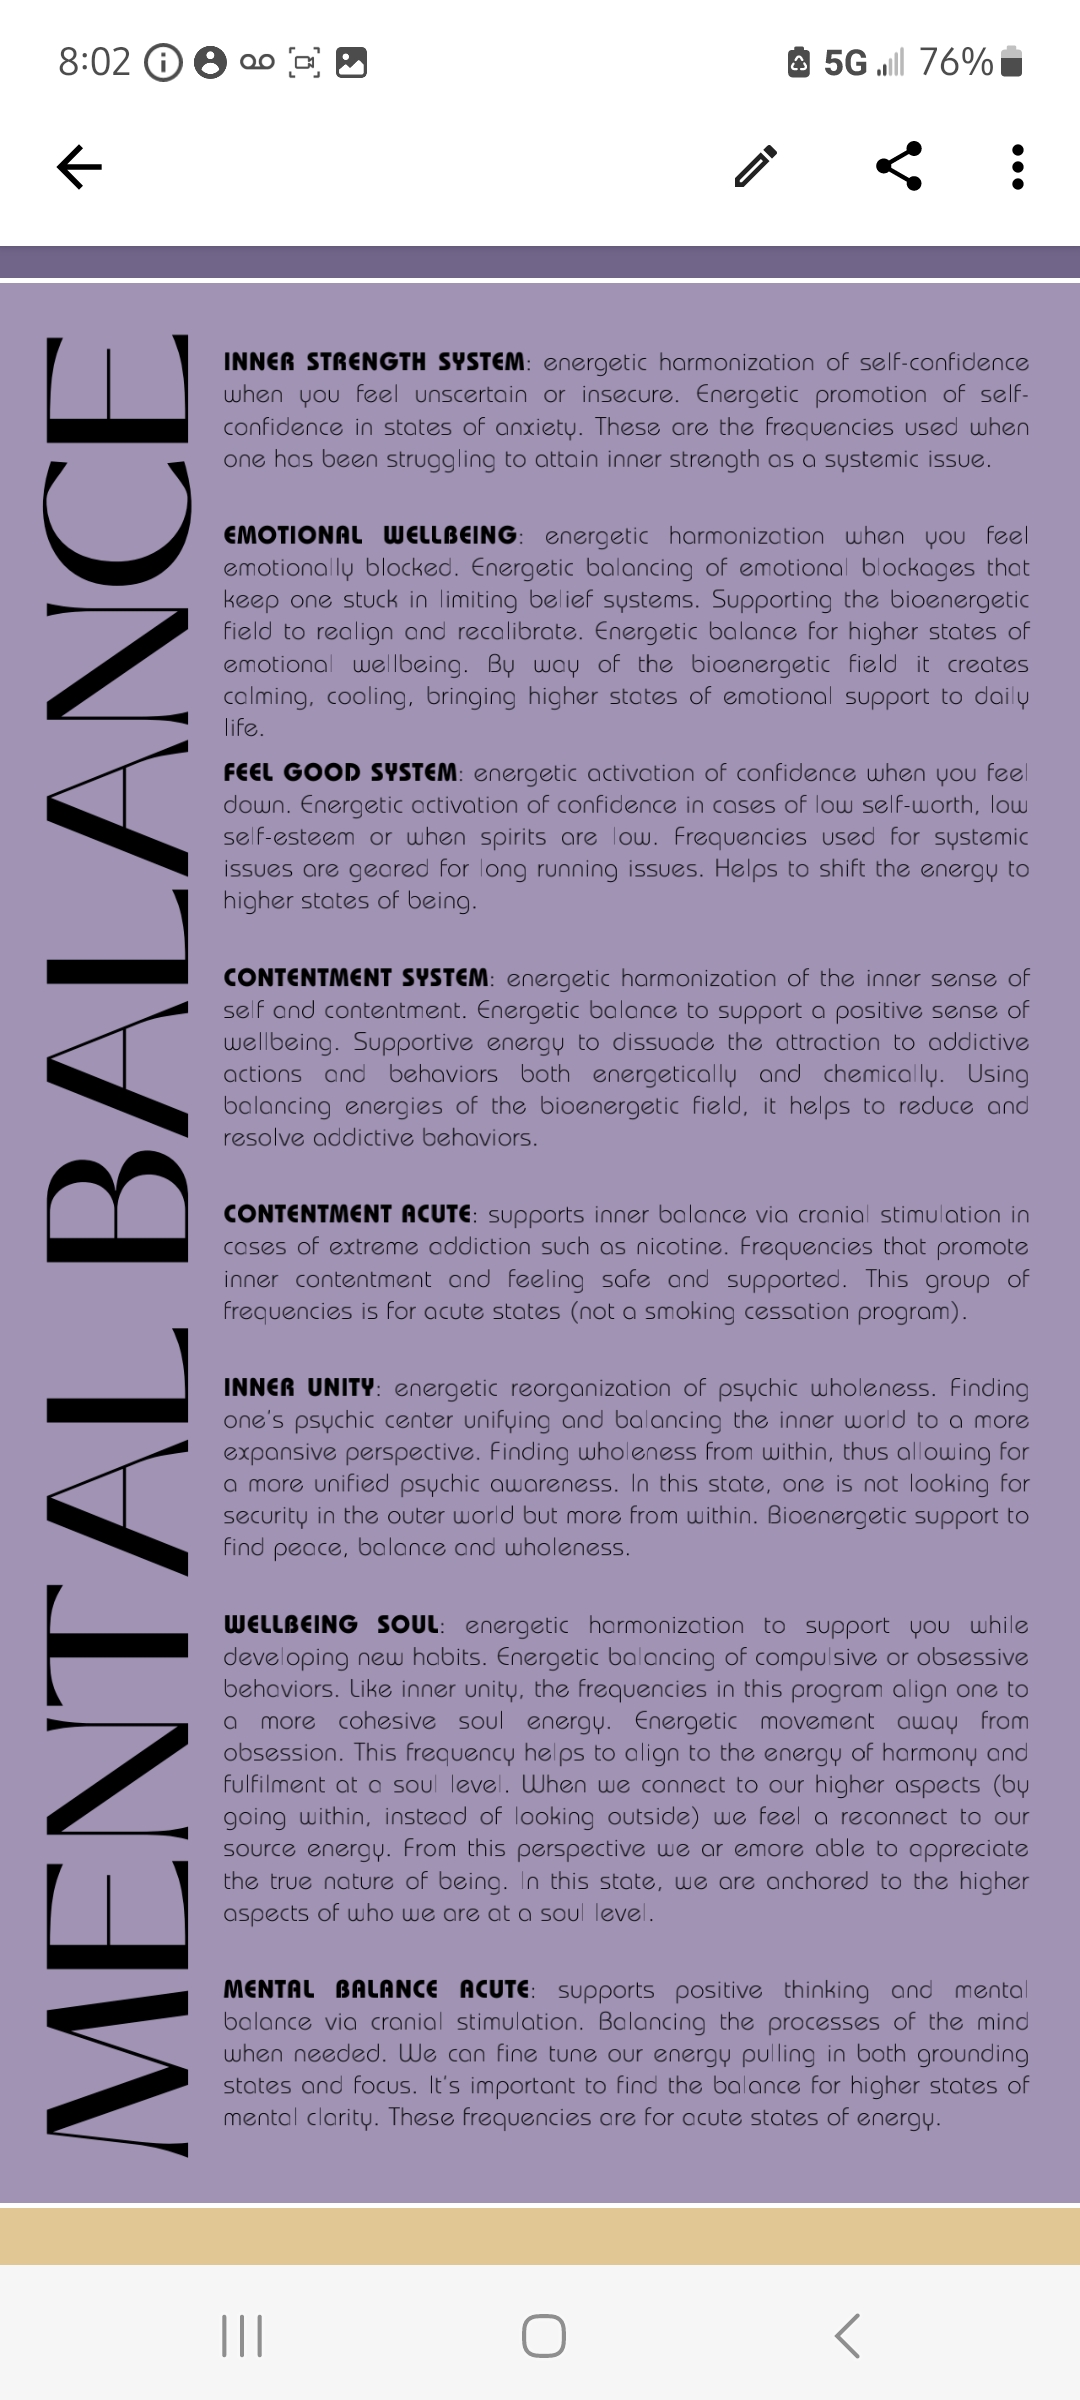 8:02
5G 76%
MENTAL BALANCE
INNER STRENGTH SYSTEM: energetic harmonization of self-confidence
when you feel unscertain or insecure. Energetic promotion of self-
confidence in states of anxiety. These are the frequencies used when
one has been struggling to attain inner strength as a systemic issue.
EMOTIONAL WELLBEING: energetic harmonization when you feel
emotionally blocked. Energetic balancing of emotional blockages that
keep one stuck in limiting belief systems. Supporting the bioenergetic
field to realign and recalibrate. Energetic balance for higher states of
emotional wellbeing. By way of the bioenergetic field it creates
calming, cooling, bringing higher states of emotional support to daily
life.
FEEL GOOD SYSTEM: energetic activation of confidence when you feel
down. Energetic activation of confidence in cases of low self-worth, low
self-esteem or when spirits are low. Frequencies used for systemic
issues are geared for long running issues. Helps to shift the energy to
higher states of being.
CONTENTMENT SYSTEM: energetic harmonization of the inner sense of
self and contentment. Energetic balance to support a positive sense of
wellbeing. Supportive energy to dissuade the attraction to addictive
actions and behaviors both energetically and chemically. Using
balancing energies of the bioenergetic field, it helps to reduce and
resolve addictive behaviors.
CONTENTMENT ACUTE: supports inner balance via cranial stimulation in
cases of extreme addiction such as nicotine. Frequencies that promote
inner contentment and feeling safe and supported. This group of
frequencies is for acute states (not a smoking cessation program).
INNER UNITY: energetic reorganization of psychic wholeness. Finding
one's psychic center unifying and balancing the inner world to a more
expansive perspective. Finding wholeness from within, thus allowing for
a more unified psychic awareness. In this state, one is not looking for
security in the outer world but more from within. Bioenergetic support to
find peace, balance and wholeness.
WELLBEING SOUL: energetic harmonization to support you while
developing new habits. Energetic balancing of compulsive or obsessive
behaviors. Like inner unity, the frequencies in this program align one to
a more cohesive soul energy. Energetic movement away from
obsession. This frequency helps to align to the energy of harmony and
fulfilment at a soul level. When we connect to our higher aspects (by
going within, instead of looking outside) we feel a reconnect to our
source energy. From this perspective we ar emore able to appreciate
the true nature of being. In this state, we are anchored to the higher
aspects of who we are at a soul level.
MENTAL BALANCE ACUTE: supports positive thinking and mental
balance via cranial stimulation. Balancing the processes of the mind
when needed. We can fine tune our energy pulling in both grounding
states and focus. It's important to find the balance for higher states of
mental clarity. These frequencies are for acute states of energy.